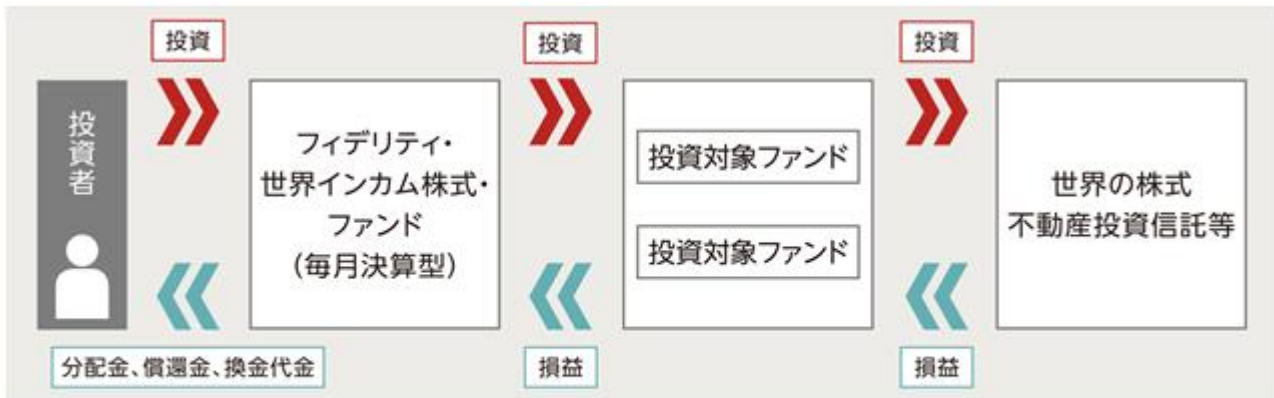 投資
投資
投資
投資者
フィデリティ・
世界インカム株式・
ファンド
（毎月決算型）
投資対象ファンド
投資対象ファンド
世界の株式
不動産投資信託等
分配金、償還金、換金代金
損益
損益